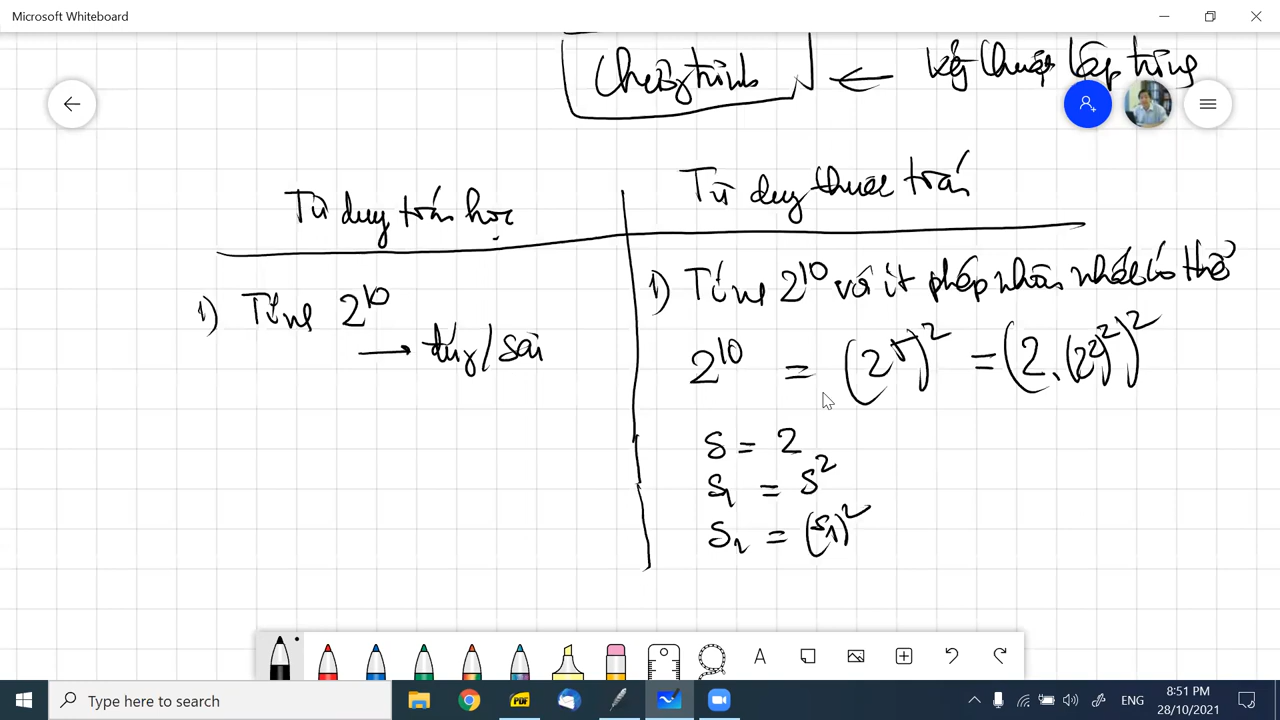 Microsoft Whiteboard
Chương trình ← kỹ thuật lập trình
Tư duy toán học
Tư duy thuật toán
1) Tính 2^10
→ đúng/sai
1) Tính 2^10 với ít phép nhân nhất có thể
2^10 = (2^5)^2 = (2.(2^2)^2)^2
S = 2
S1 = S^2
S2 = (S1)^2
Type here to search
PDF
ENG
8:51 PM
28/10/2021